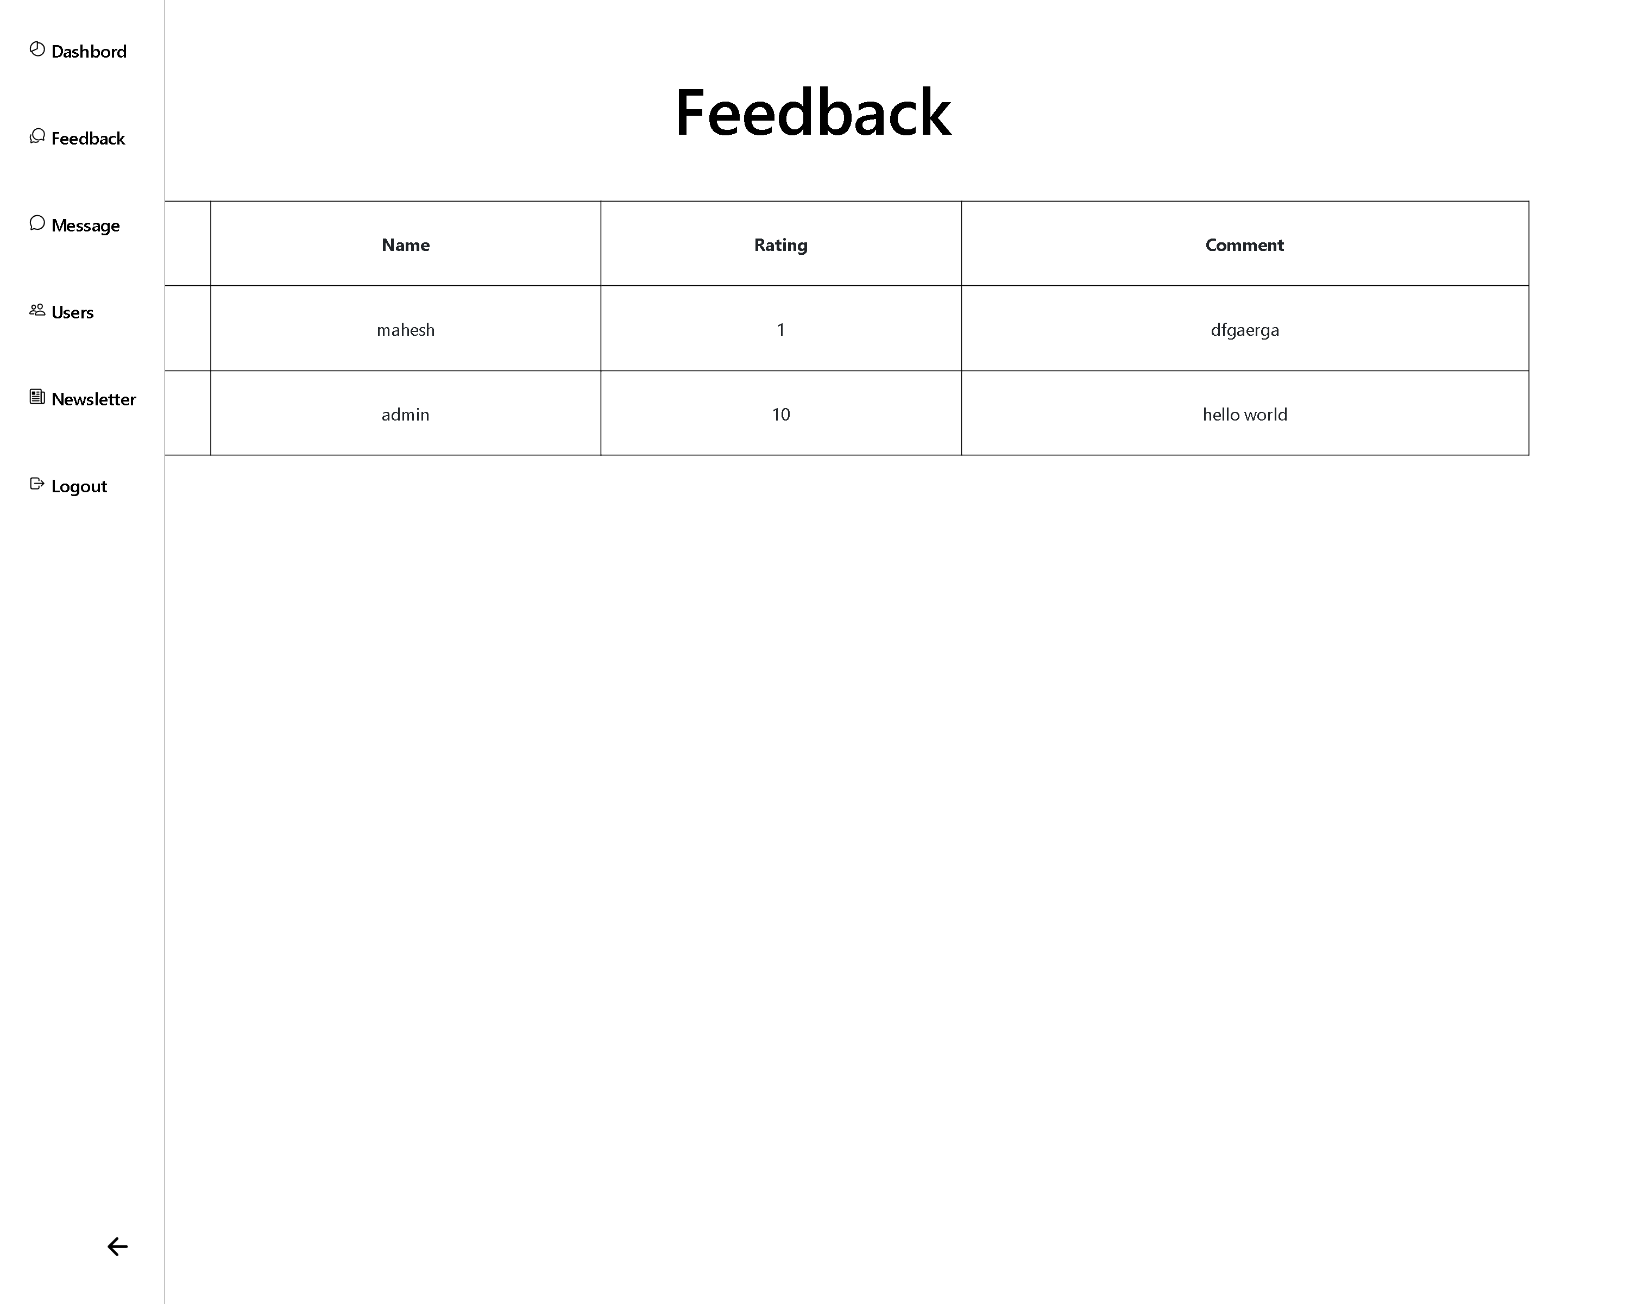 Dashbord
Feedback
Message
Users
Newsletter
Logout
Feedback
Name Rating Comment
mahesh 1 dfgaerga
admin 10 hello world